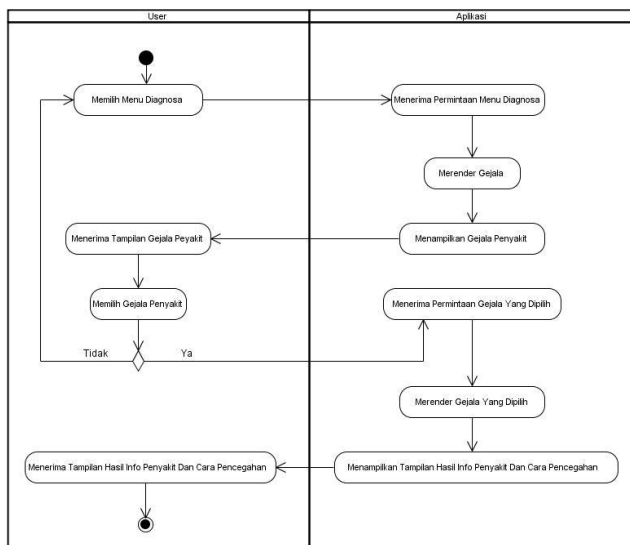 User
Aplikasi
Memilih Menu Diagnosa
Menerima Permintaan Menu Diagnosa
Merender Gejala
Menerima Tampilan Gejala Peyakit
Menampilkan Gejala Penyakit
Memilih Gejala Penyakit
Menerima Permintaan Gejala Yang Dipilih
Tidak
Ya
Merender Gejala Yang Dipilih
Menerima Tampilan Hasil Info Penyakit Dan Cara Pencegahan
Menampilkan Tampilan Hasil Info Penyakit Dan Cara Pencegahan